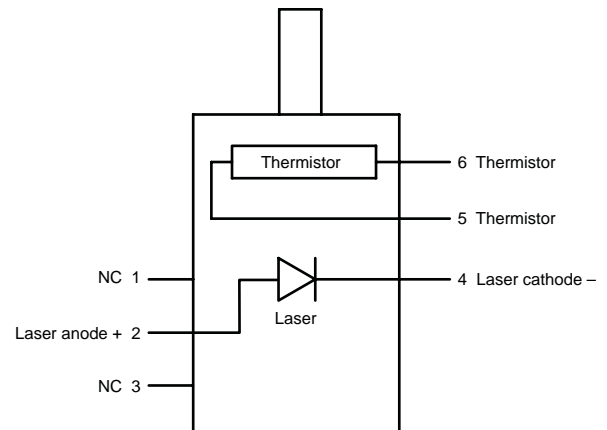 Thermistor
6 Thermistor
5 Thermistor
NC 1
4 Laser cathode –
Laser
Laser anode + 2
NC 3